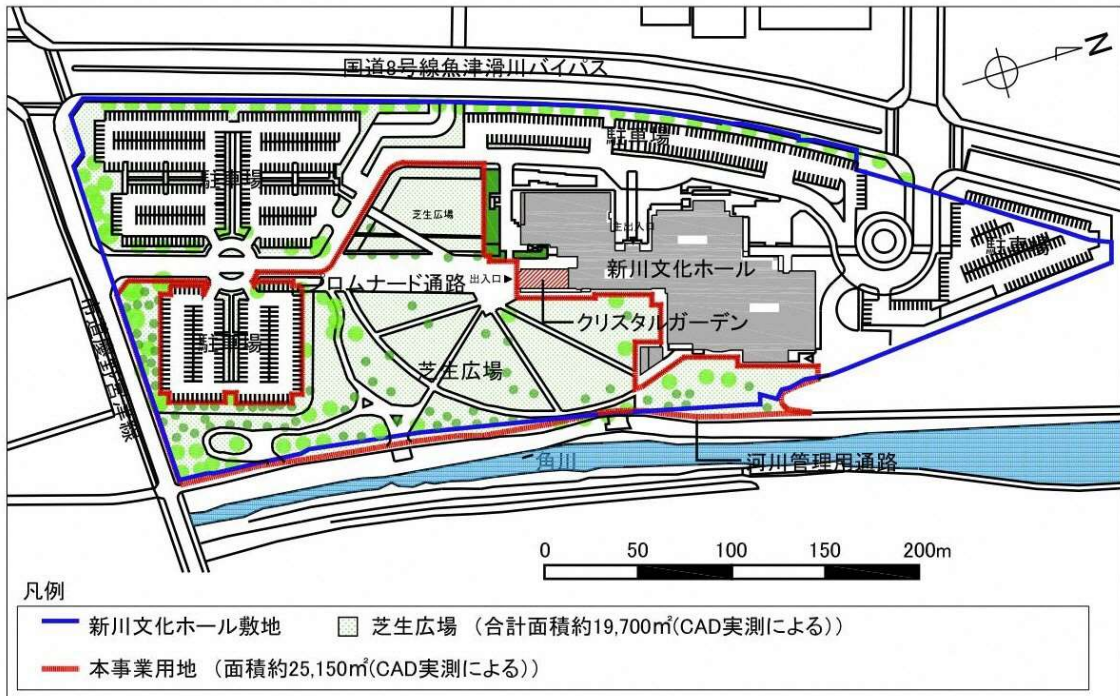 国道8号線魚津滑川バイパス
N
駐車場
駐車場
芝生広場
主出入口
駐車場
新川文化ホール
ロムナード通路
出入口
クリスタルガーデン
駐車場
芝生広場
角川
河川管理用通路
0 50 100 150 200m
凡例
新川文化ホール敷地
芝生広場 (合計面積約19,700㎡(CAD実測による))
本事業用地 (面積約25,150㎡(CAD実測による))